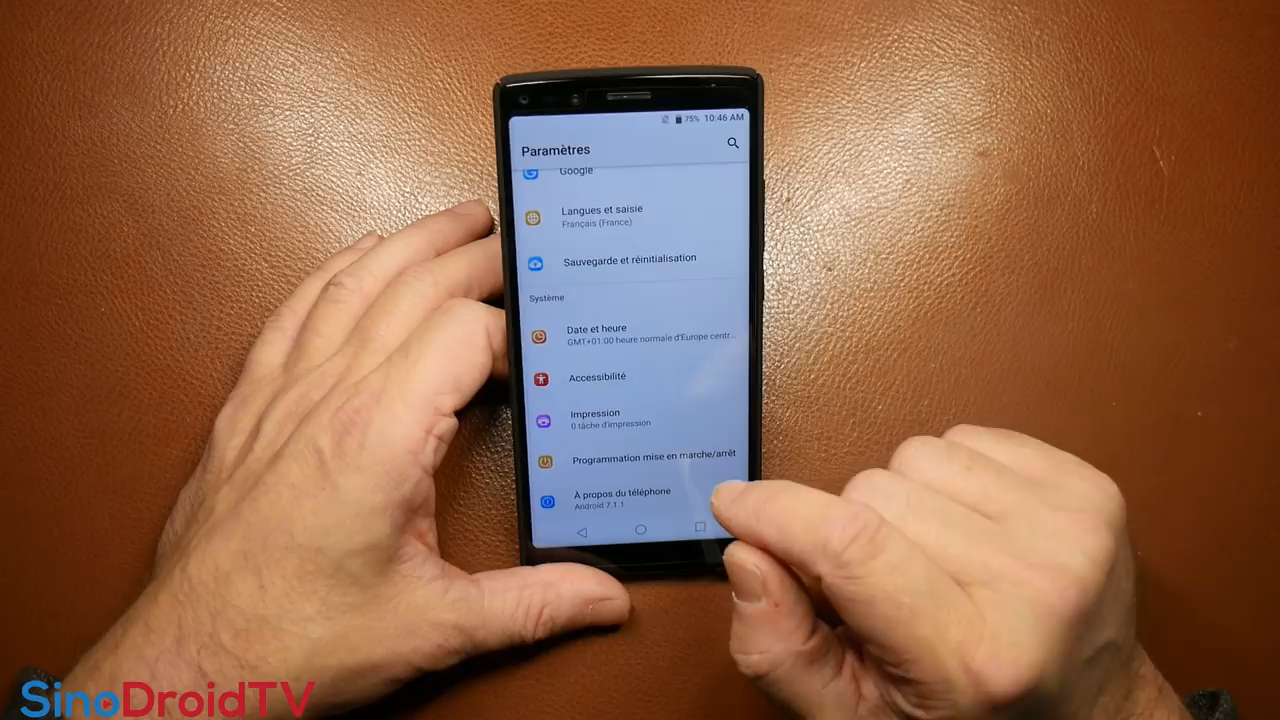 75% 10:46 AM
Paramètres
Google
Langues et saisie
Français (France)
Sauvegarde et réinitialisation
Système
Date et heure
GMT+01:00 heure normale d'Europe centr...
Accessibilité
Impression
0 tâche d'impression
Programmation mise en marche/arrêt
À propos du téléphone
Android 7.1.1
SinoDroidTV